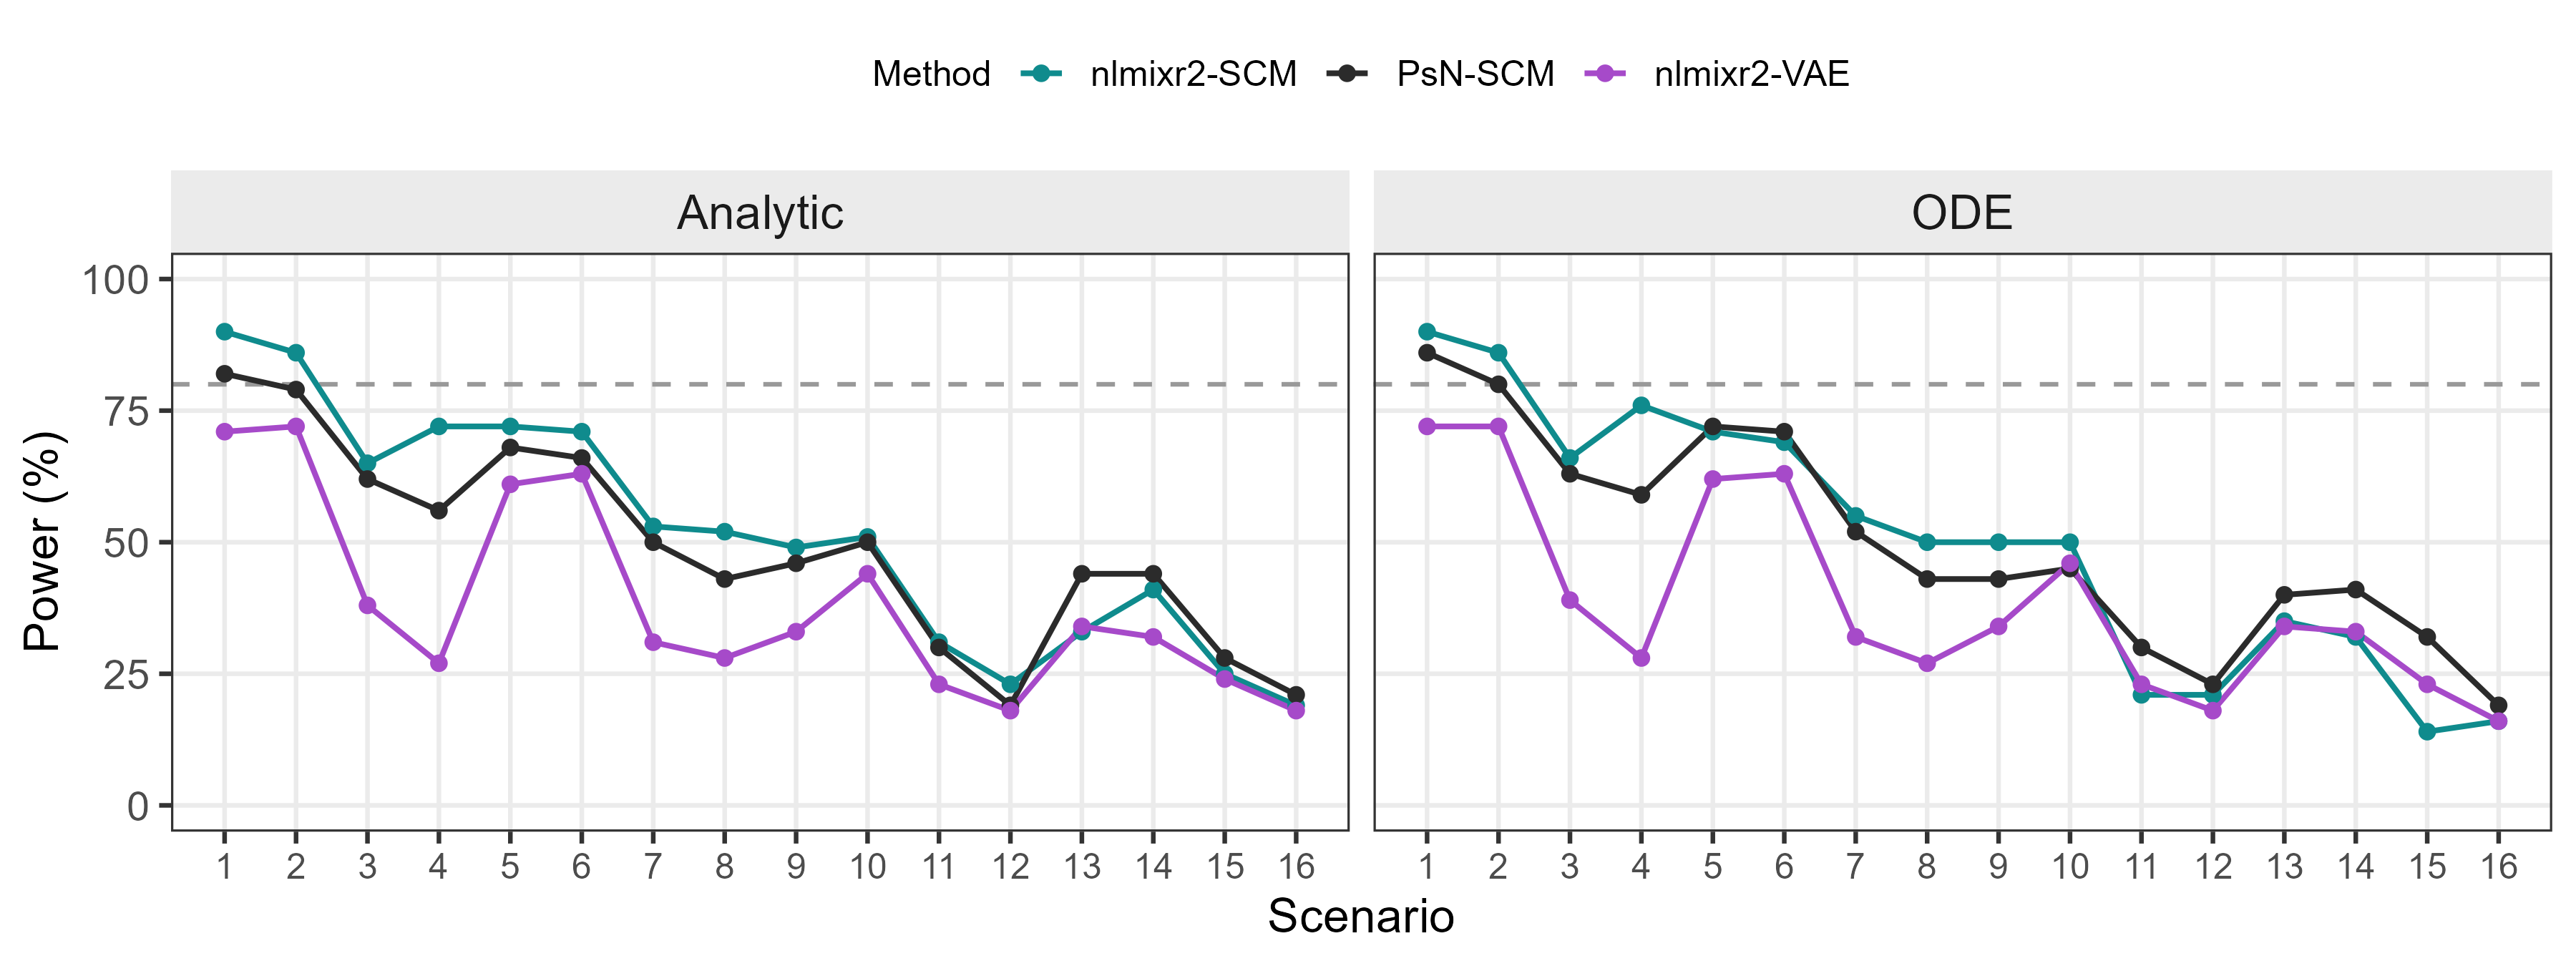 Method nlmixr2-SCM PsN-SCM nlmixr2-VAE
Analytic ODE
Power (%)
100
75
50
25
0
1 2 3 4 5 6 7 8 9 10 11 12 13 14 15 16 1 2 3 4 5 6 7 8 9 10 11 12 13 14 15 16
Scenario